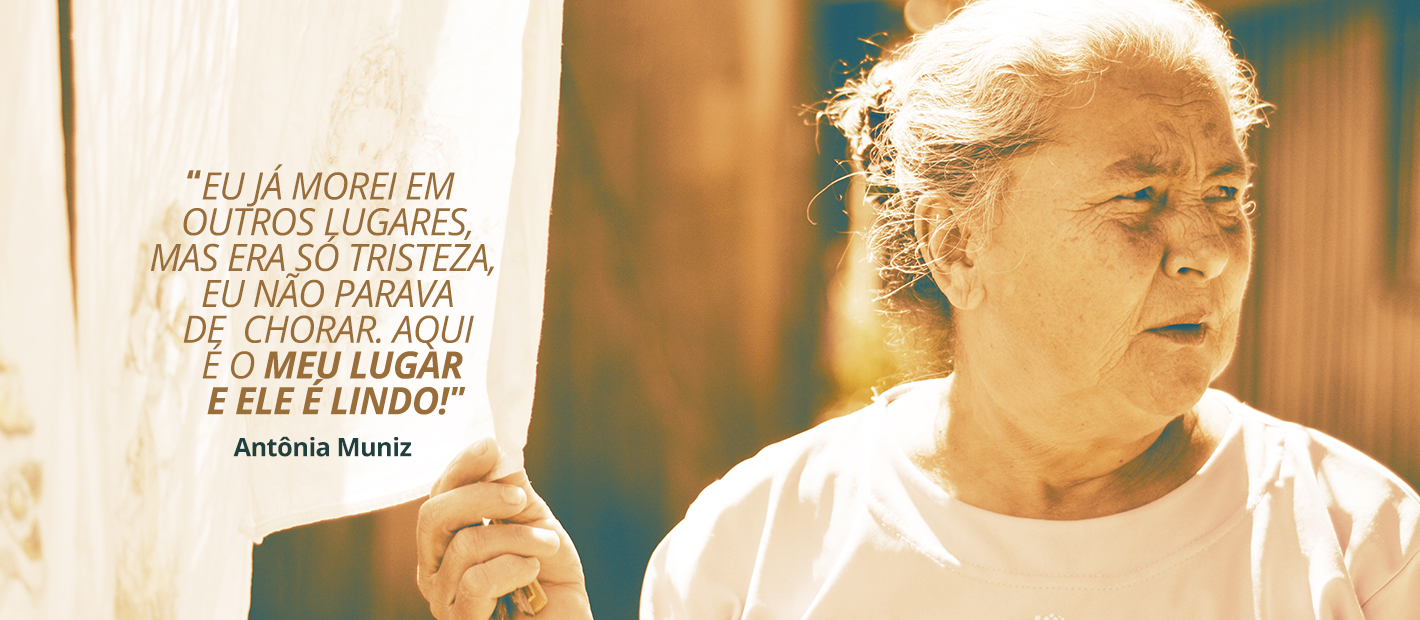 "EU JÁ MOREI EM
OUTROS LUGARES,
MAS ERA SÓ TRISTEZA,
EU NÃO PARAVA
DE CHORAR. AQUI
É O MEU LUGAR
E ELE É LINDO!"
Antônia Muniz